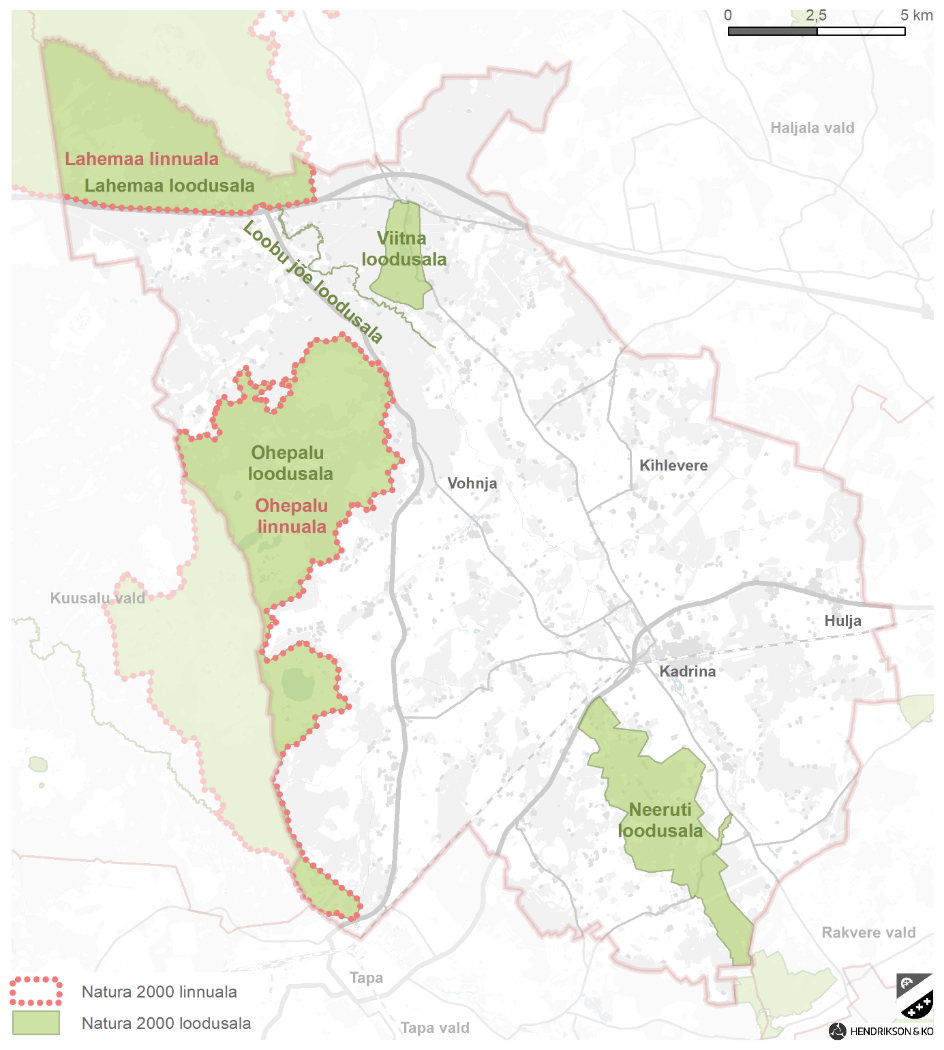 0 2,5 5 km
Haljala vald
Lahemaa linnuala
Lahemaa loodusala
Viitna
loodusala
Loobu jõe loodusala
Ohepalu
loodusala
Ohepalu
linnuala
Kihlevere
Vohnja
Kuusalu vald
Hulja
Kadrina
Neeruti
loodusala
Rakvere vald
Tapa
Tapa vald
Natura 2000 linnuala
Natura 2000 loodusala
HENDRIKSON & KO